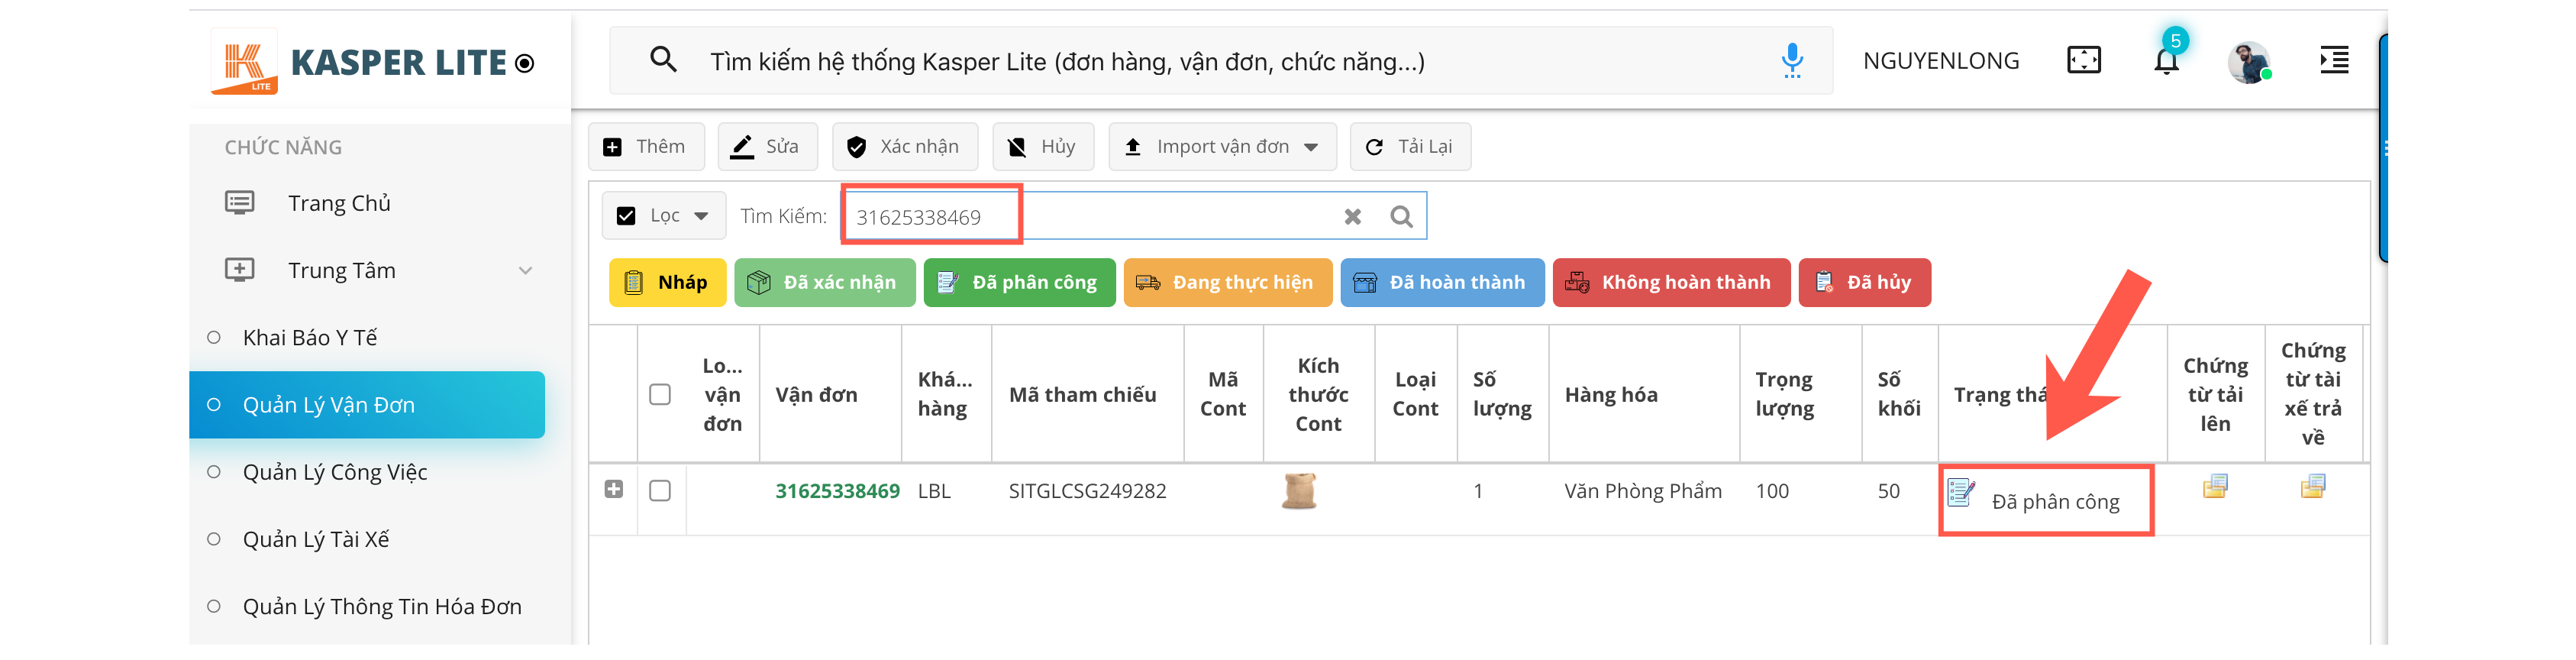 K
LITE
KASPER LITE
Tìm kiếm hệ thống Kasper Lite (đơn hàng, vận đơn, chức năng...)
NGUYENLONG
5
CHỨC NĂNG
Trang Chủ
Trung Tâm
Khai Báo Y Tế
Quản Lý Vận Đơn
Quản Lý Công Việc
Quản Lý Tài Xế
Quản Lý Thông Tin Hóa Đơn
Thêm
Sửa
Xác nhận
Hủy
Import vận đơn
Tải Lại
Lọc
Tìm Kiếm:
31625338469
Nháp
Đã xác nhận
Đã phân công
Đang thực hiện
Đã hoàn thành
Không hoàn thành
Đã hủy
Lo...
vận
đơn
Vận đơn
Khá...
hàng
Mã tham chiếu
Mã
Cont
Kích
thước
Cont
Loại
Cont
Số
lượng
Hàng hóa
Trọng
lượng
Số
khối
Trạng thá
Chứng
từ tải
lên
Chứng
từ tài
xế trả
về
31625338469
LBL
SITGLCSG249282
1
Văn Phòng Phẩm
100
50
Đã phân công